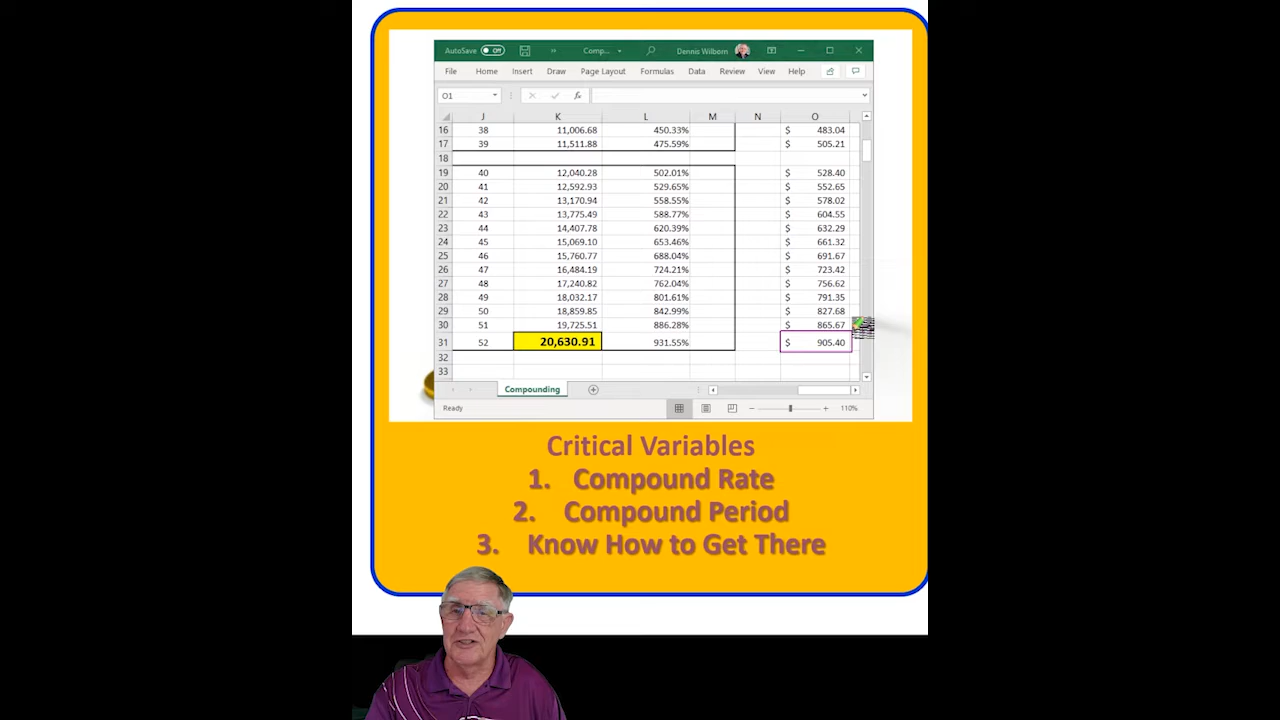 AutoSave Off » Comp... Dennis Wilborn
File Home Insert Draw Page Layout Formulas Data Review View Help
O1 fx
J K L M N O
16 38 11,006.68 450.33% $ 483.04
17 39 11,511.88 475.59% $ 505.21
18
19 40 12,040.28 502.01% $ 528.40
20 41 12,592.93 529.65% $ 552.65
21 42 13,170.94 558.55% $ 578.02
22 43 13,775.49 588.77% $ 604.55
23 44 14,407.78 620.39% $ 632.29
24 45 15,069.10 653.46% $ 661.32
25 46 15,760.77 688.04% $ 691.67
26 47 16,484.19 724.21% $ 723.42
27 48 17,240.82 762.04% $ 756.62
28 49 18,032.17 801.61% $ 791.35
29 50 18,859.85 842.99% $ 827.68
30 51 19,725.51 886.28% $ 865.67
31 52 20,630.91 931.55% $ 905.40
32
33
Compounding
Ready 110%
Critical Variables
1. Compound Rate
2. Compound Period
3. Know How to Get There